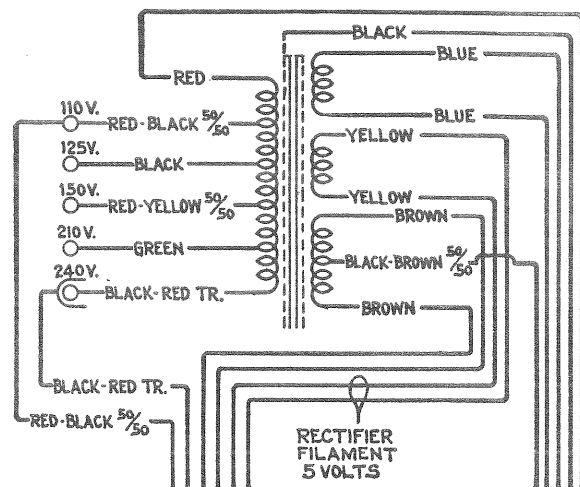 BLACK
BLUE
RED
110 V.
RED-BLACK 50/50
BLUE
YELLOW
125V.
BLACK
150V.
RED-YELLOW 50/50
YELLOW
BROWN
210 V.
GREEN
BLACK-BROWN 50/50
240 V.
BLACK-RED TR.
BROWN
BLACK-RED TR.
RED-BLACK 50/50
RECTIFIER
FILAMENT
5 VOLTS